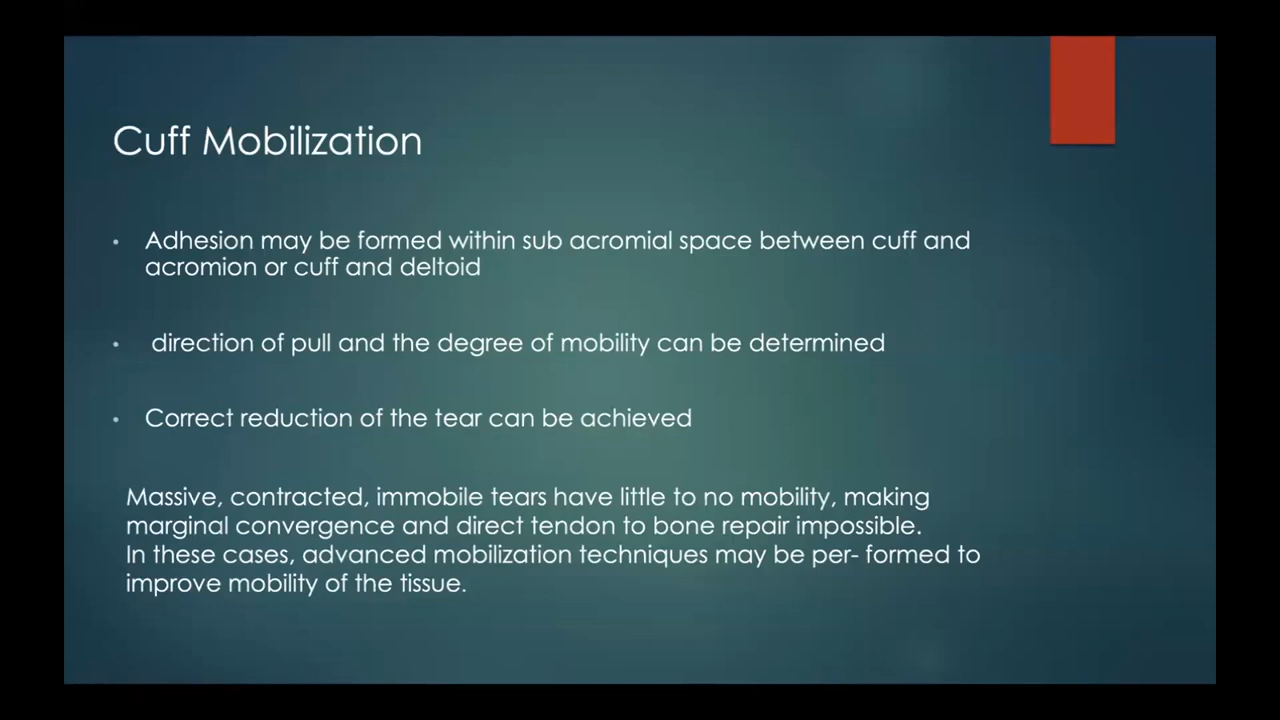 Cuff Mobilization
• Adhesion may be formed within sub acromial space between cuff and
acromion or cuff and deltoid
• direction of pull and the degree of mobility can be determined
• Correct reduction of the tear can be achieved
Massive, contracted, immobile tears have little to no mobility, making
marginal convergence and direct tendon to bone repair impossible.
In these cases, advanced mobilization techniques may be per- formed to
improve mobility of the tissue.